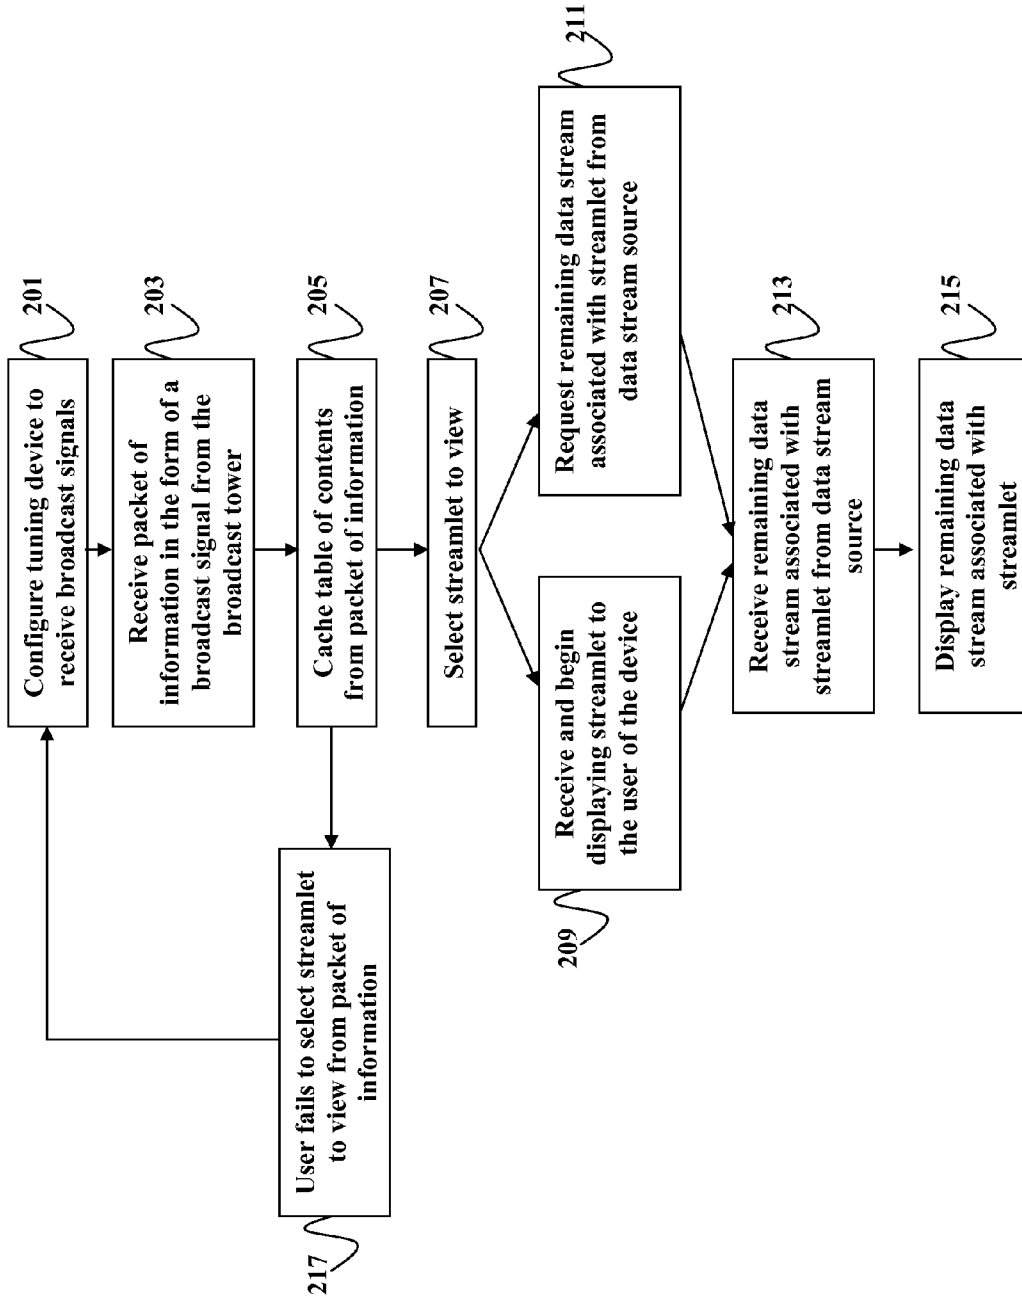 201
Configure tuning device to
receive broadcast signals
203
Receive packet of
information in the form of a
broadcast signal from the
broadcast tower
205
Cache table of contents
from packet of information
207
Select streamlet to view
217
User fails to select streamlet
to view from packet of
information
209
Receive and begin
displaying streamlet to
the user of the device
211
Request remaining data stream
associated with streamlet from
data stream source
213
Receive remaining data
stream associated with
streamlet from data stream
source
215
Display remaining data
stream associated with
streamlet